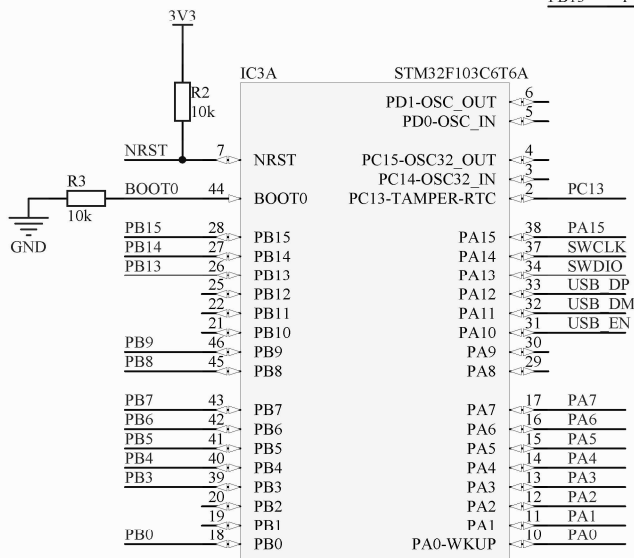 3V3
R2
10k
NRST
R3
10k
BOOT0
GND
IC3A STM32F103C6T6A
PD1-OSC_OUT 6
PD0-OSC_IN 5
7 NRST PC15-OSC32_OUT 4
PC14-OSC32_IN 3
44 BOOT0 PC13-TAMPER-RTC 2 PC13
PB15 28 PB15 PA15 38 PA15
PB14 27 PB14 PA14 37 SWCLK
PB13 26 PB13 PA13 34 SWDIO
25 PB12 PA12 33 USB_DP
22 PB11 PA11 32 USB_DM
21 PB10 PA10 31 USB_EN
PB9 46 PB9 PA9 30
PB8 45 PB8 PA8 29
PB7 43 PB7 PA7 17 PA7
PB6 42 PB6 PA6 16 PA6
PB5 41 PB5 PA5 15 PA5
PB4 40 PB4 PA4 14 PA4
PB3 39 PB3 PA3 13 PA3
20 PB2 PA2 12 PA2
19 PB1 PA1 11 PA1
PB0 18 PB0 PA0-WKUP 10 PA0